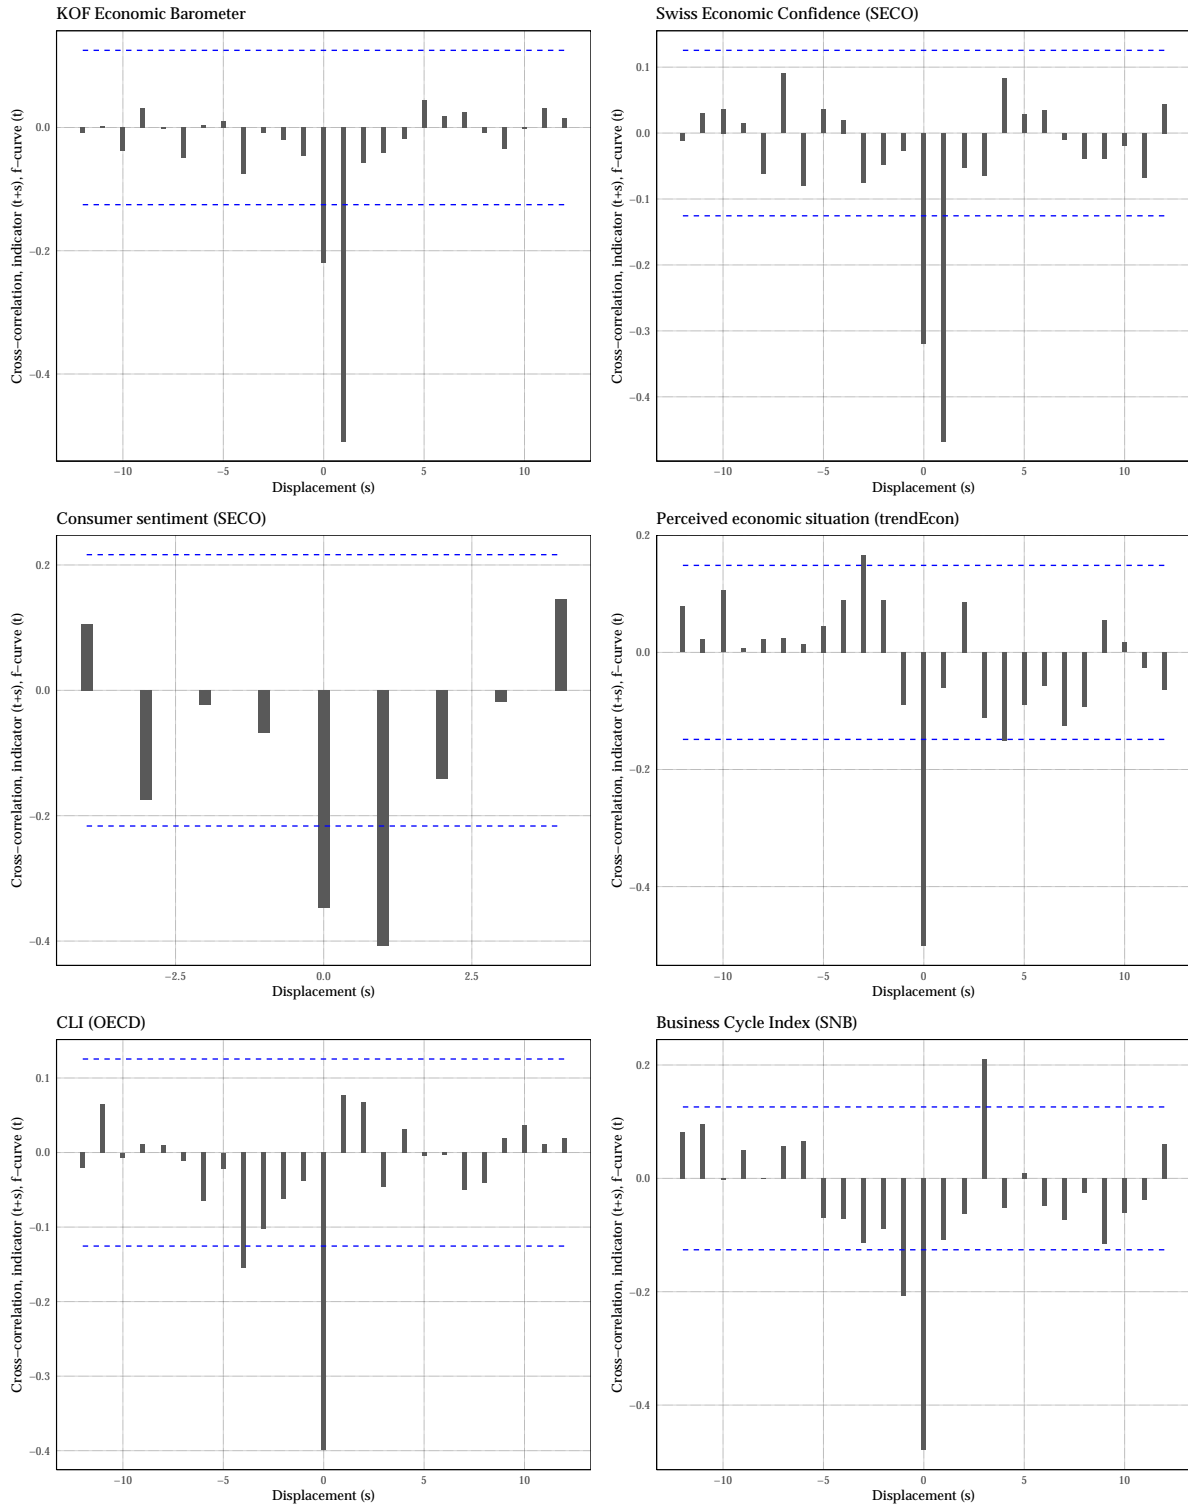 KOF Economic Barometer
Cross−correlation, indicator (t+s), f−curve (t)
0.0
−0.2
−0.4
−10 −5 0 5 10
Displacement (s)
Swiss Economic Confidence (SECO)
Cross−correlation, indicator (t+s), f−curve (t)
0.1
0.0
−0.1
−0.2
−0.3
−0.4
−10 −5 0 5 10
Displacement (s)
Consumer sentiment (SECO)
Cross−correlation, indicator (t+s), f−curve (t)
0.2
0.0
−0.2
−0.4
−2.5 0.0 2.5
Displacement (s)
Perceived economic situation (trendEcon)
Cross−correlation, indicator (t+s), f−curve (t)
0.2
0.0
−0.2
−0.4
−10 −5 0 5 10
Displacement (s)
CLI (OECD)
Cross−correlation, indicator (t+s), f−curve (t)
0.1
0.0
−0.1
−0.2
−0.3
−0.4
−10 −5 0 5 10
Displacement (s)
Business Cycle Index (SNB)
Cross−correlation, indicator (t+s), f−curve (t)
0.2
0.0
−0.2
−0.4
−10 −5 0 5 10
Displacement (s)